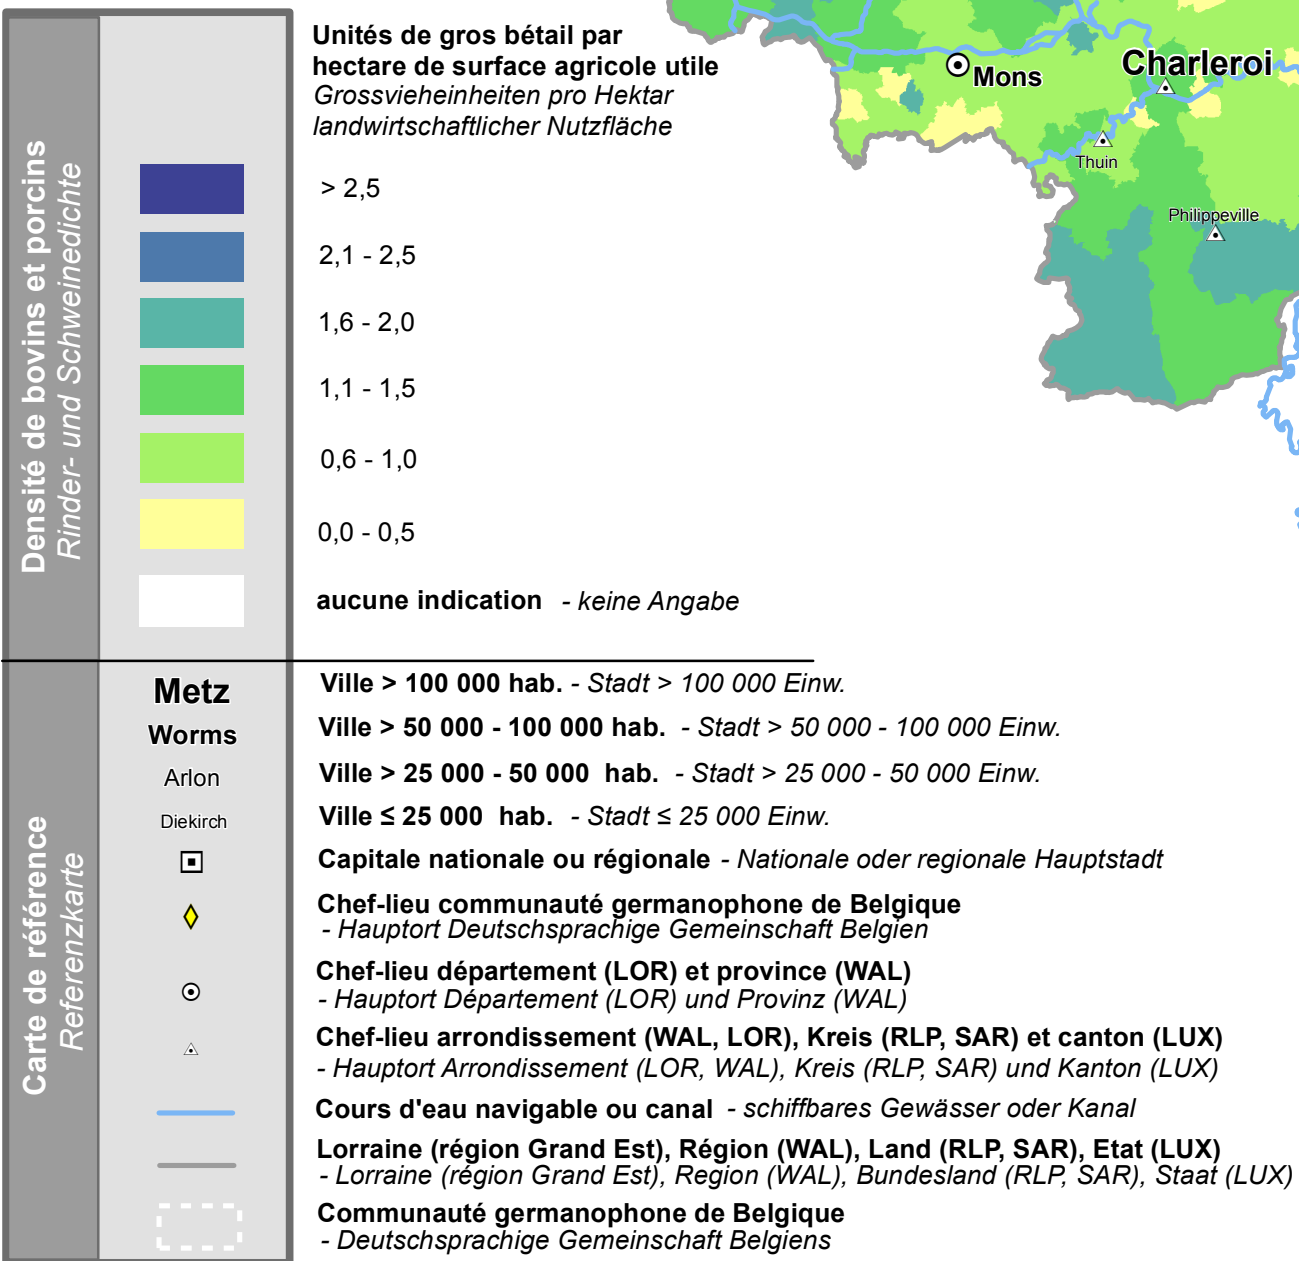 Densité de bovins et porcins
Rinder- und Schweinedichte
Unités de gros bétail par
hectare de surface agricole utile
Grossvieheinheiten pro Hektar
landwirtschaftlicher Nutzfläche
> 2,5
2,1 - 2,5
1,6 - 2,0
1,1 - 1,5
0,6 - 1,0
0,0 - 0,5
aucune indication - keine Angabe
Mons
Charleroi
Thuin
Philippeville
Carte de référence
Referenzkarte
Metz
Ville > 100 000 hab. - Stadt > 100 000 Einw.
Worms
Ville > 50 000 - 100 000 hab. - Stadt > 50 000 - 100 000 Einw.
Arlon
Ville > 25 000 - 50 000 hab. - Stadt > 25 000 - 50 000 Einw.
Diekirch
Ville ≤ 25 000 hab. - Stadt ≤ 25 000 Einw.
Capitale nationale ou régionale - Nationale oder regionale Hauptstadt
Chef-lieu communauté germanophone de Belgique
- Hauptort Deutschsprachige Gemeinschaft Belgien
Chef-lieu département (LOR) et province (WAL)
- Hauptort Département (LOR) und Provinz (WAL)
Chef-lieu arrondissement (WAL, LOR), Kreis (RLP, SAR) et canton (LUX)
- Hauptort Arrondissement (LOR, WAL), Kreis (RLP, SAR) und Kanton (LUX)
Cours d'eau navigable ou canal - schiffbares Gewässer oder Kanal
Lorraine (région Grand Est), Région (WAL), Land (RLP, SAR), Etat (LUX)
- Lorraine (région Grand Est), Region (WAL), Bundesland (RLP, SAR), Staat (LUX)
Communauté germanophone de Belgique
- Deutschsprachige Gemeinschaft Belgiens